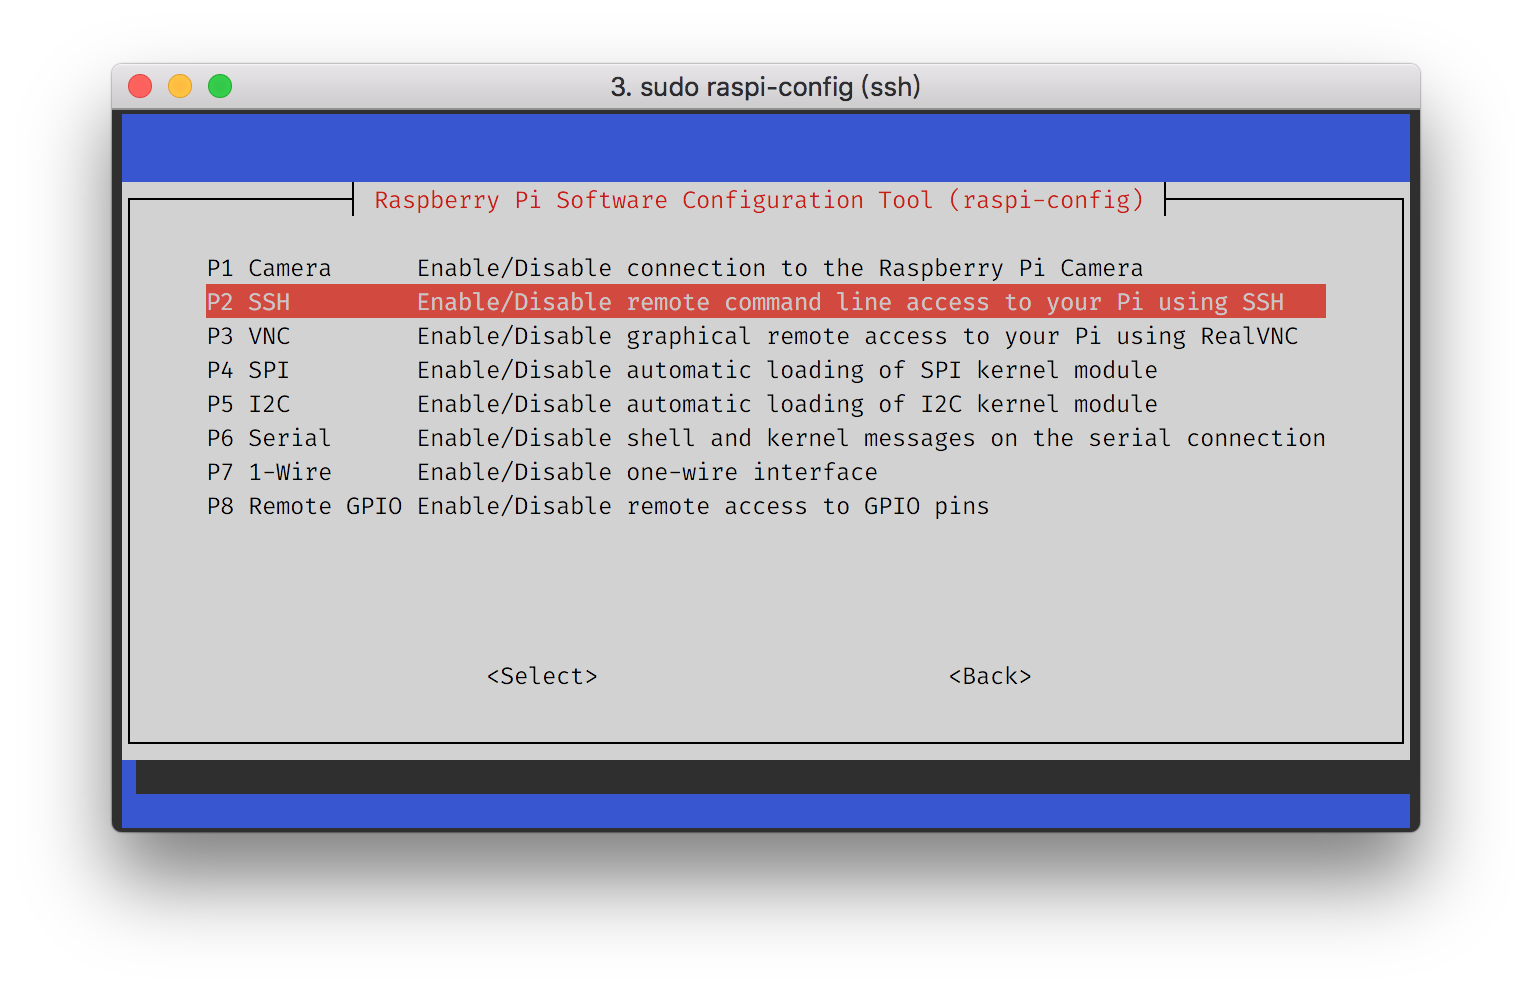 3. sudo raspi-config (ssh)
Raspberry Pi Software Configuration Tool (raspi-config)
P1 Camera Enable/Disable connection to the Raspberry Pi Camera
P2 SSH Enable/Disable remote command line access to your Pi using SSH
P3 VNC Enable/Disable graphical remote access to your Pi using RealVNC
P4 SPI Enable/Disable automatic loading of SPI kernel module
P5 I2C Enable/Disable automatic loading of I2C kernel module
P6 Serial Enable/Disable shell and kernel messages on the serial connection
P7 1-Wire Enable/Disable one-wire interface
P8 Remote GPIO Enable/Disable remote access to GPIO pins
<Select> <Back>